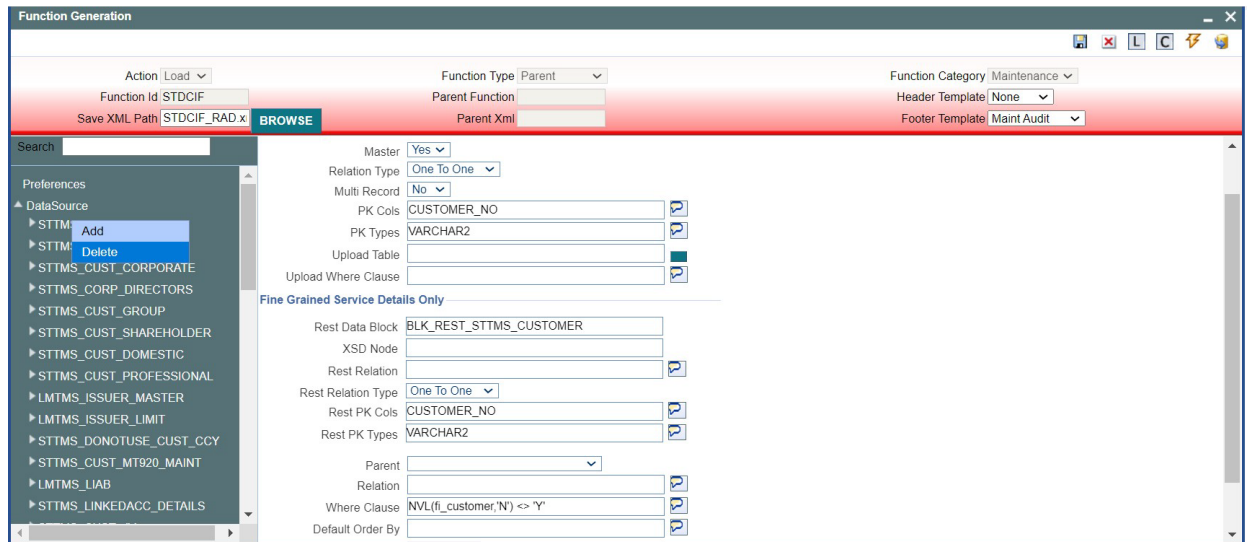 Function Generation
L C
Action Load Function Type Parent Function Category Maintenance
Function Id STDCIF Parent Function Header Template None
Save XML Path STDCIF_RAD.x BROWSE Parent Xml Footer Template Maint Audit
Search
Preferences
DataSource
STTM
Add
STTM
Delete
STTMS_CUST_CORPORATE
STTMS_CORP_DIRECTORS
STTMS_CUST_GROUP
STTMS_CUST_SHAREHOLDER
STTMS_CUST_DOMESTIC
STTMS_CUST_PROFESSIONAL
LMTMS_ISSUER_MASTER
LMTMS_ISSUER_LIMIT
STTMS_DONOTUSE_CUST_CCY
STTMS_CUST_MT920_MAINT
LMTMS_LIAB
STTMS_LINKEDACC_DETAILS
Master Yes
Relation Type One To One
Multi Record No
PK Cols CUSTOMER_NO
PK Types VARCHAR2
Upload Table
Upload Where Clause
Fine Grained Service Details Only
Rest Data Block BLK_REST_STTMS_CUSTOMER
XSD Node
Rest Relation
Rest Relation Type One To One
Rest PK Cols CUSTOMER_NO
Rest PK Types VARCHAR2
Parent
Relation
Where Clause NVL(fi_customer,'N') <> 'Y'
Default Order By